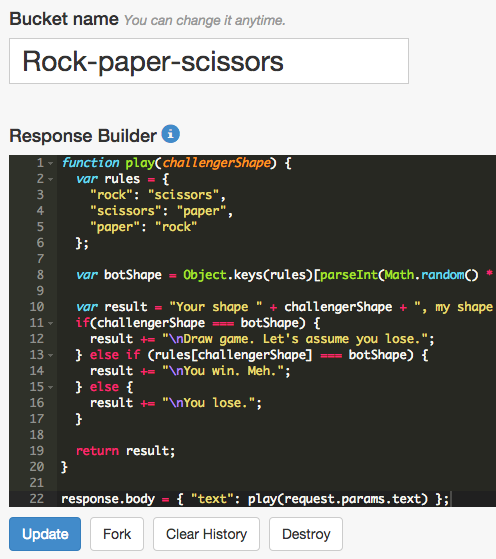 Bucket name You can change it anytime.
Rock-paper-scissors
Response Builder i
1 function play(challengerShape) {
2 var rules = {
3 "rock": "scissors",
4 "scissors": "paper",
5 "paper": "rock"
6 };
7
8 var botShape = Object.keys(rules)[parseInt(Math.random() *
9
10 var result = "Your shape " + challengerShape + ", my shape
11 if(challengerShape === botShape) {
12 result += "\nDraw game. Let's assume you lose.";
13 } else if (rules[challengerShape] === botShape) {
14 result += "\nYou win. Meh.";
15 } else {
16 result += "\nYou lose.";
17 }
18
19 return result;
20 }
21
22 response.body = { "text": play(request.params.text) };
Update Fork Clear History Destroy